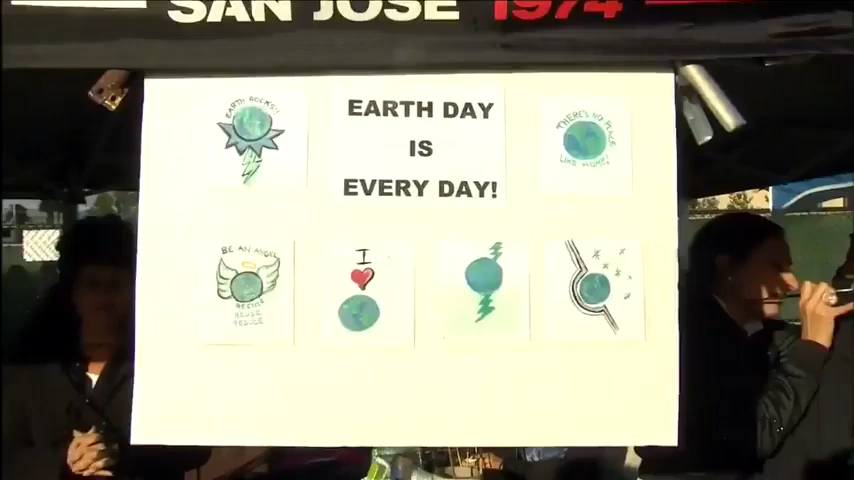 SAN JOSE 1974
EARTH ROCKS!!
EARTH DAY
IS
EVERY DAY!
THERE'S NO PLACE
LIKE HOME!
BE AN ANGEL
RECYCLE
REUSE
REDUCE
I